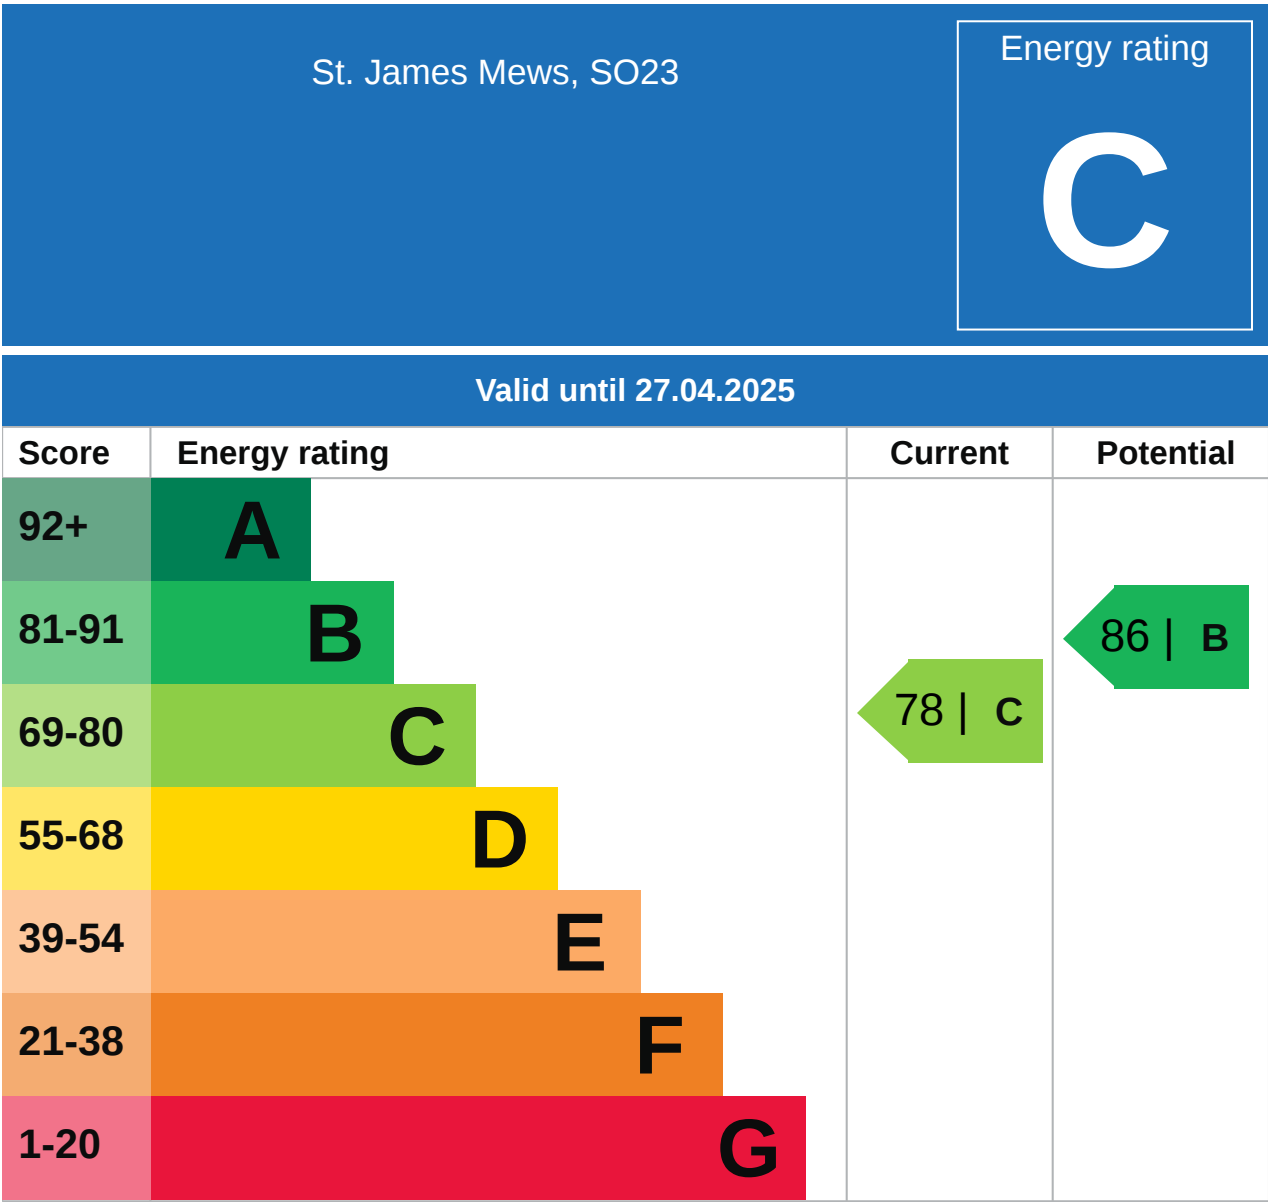 St. James Mews, SO23
Energy rating
C
Valid until 27.04.2025
Score Energy rating Current Potential
92+ A
81-91 B 86 | B
69-80 C 78 | C
55-68 D
39-54 E
21-38 F
1-20 G